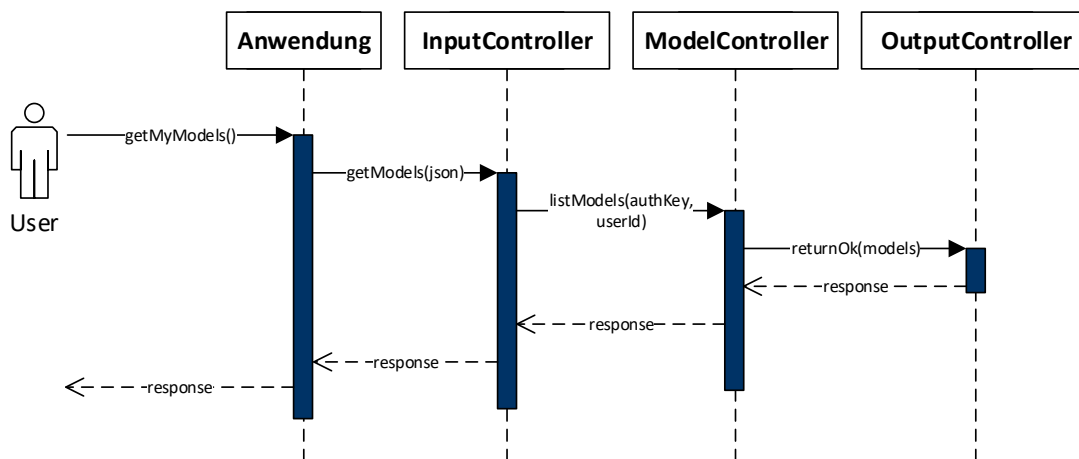 Anwendung
InputController
ModelController
OutputController
getMyModels()
getModels(json)
listModels(authKey,
userId)
User
returnOk(models)
response
response
response
response